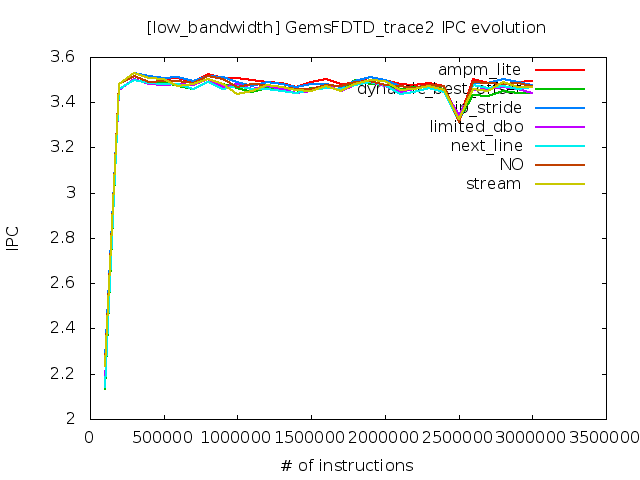 [low_bandwidth] GemsFDTD_trace2 IPC evolution
3.6
3.4
3.2
3
2.8
2.6
2.4
2.2
2
IPC
ampm_lite
ip_stride
limited_dbo
next_line
NO
stream
0 500000 1000000 1500000 2000000 2500000 3000000 3500000
# of instructions